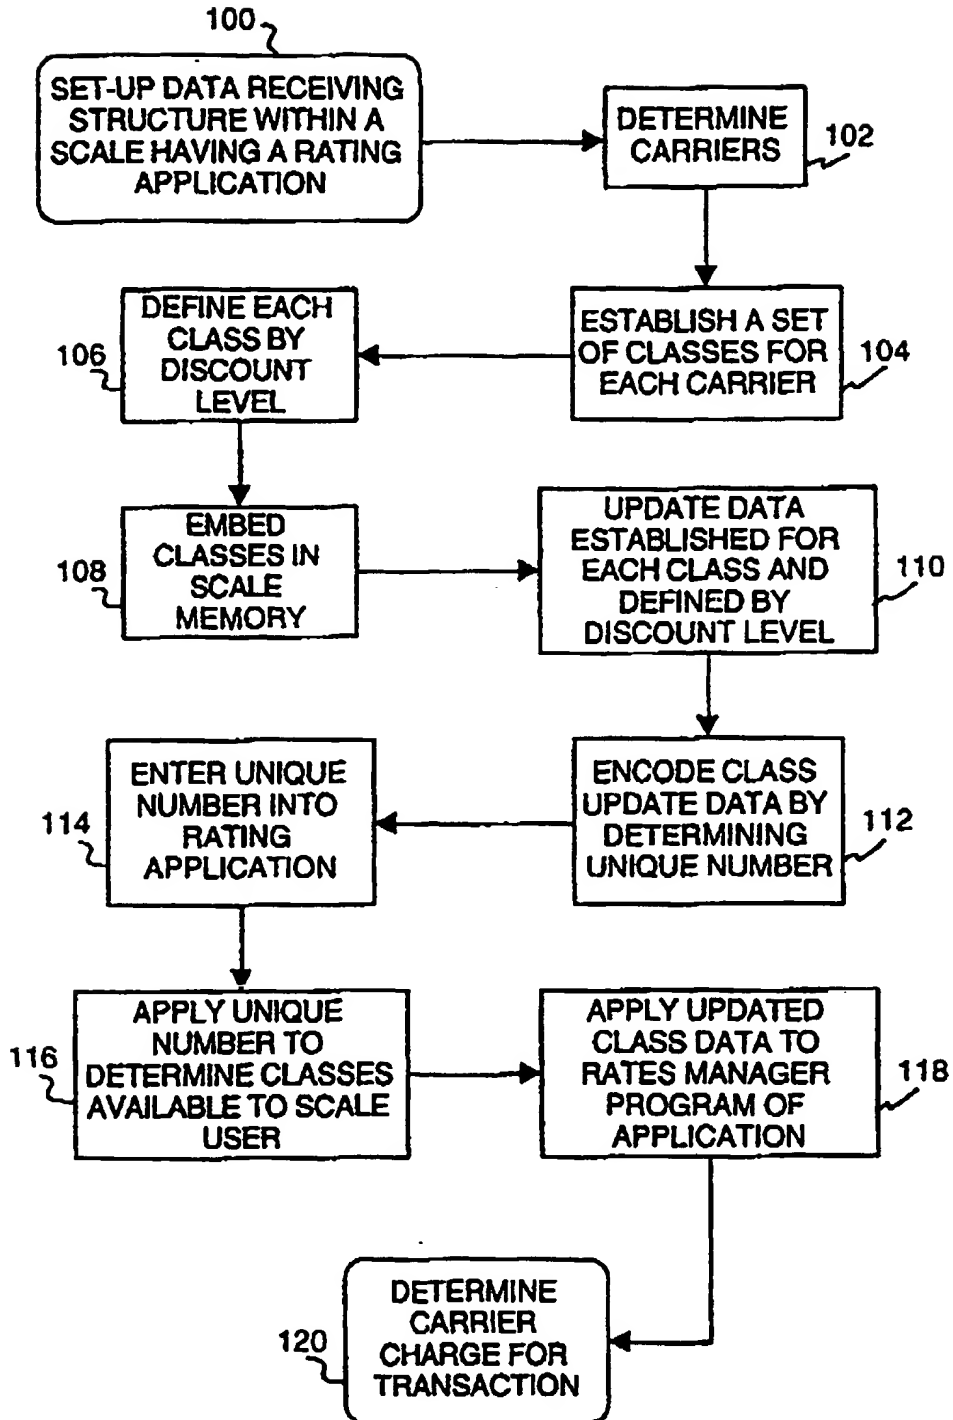 100
SET-UP DATA RECEIVING
STRUCTURE WITHIN A
SCALE HAVING A RATING
APPLICATION
DETERMINE
CARRIERS
102
ESTABLISH A SET
OF CLASSES FOR
EACH CARRIER
104
DEFINE EACH
CLASS BY
DISCOUNT
LEVEL
106
EMBED
CLASSES IN
SCALE
MEMORY
108
UPDATE DATA
ESTABLISHED FOR
EACH CLASS AND
DEFINED BY
DISCOUNT LEVEL
110
ENCODE CLASS
UPDATE DATA BY
DETERMINING
UNIQUE NUMBER
112
ENTER UNIQUE
NUMBER INTO
RATING
APPLICATION
114
APPLY UNIQUE
NUMBER TO
DETERMINE CLASSES
AVAILABLE TO SCALE
USER
116
APPLY UPDATED
CLASS DATA TO
RATES MANAGER
PROGRAM OF
APPLICATION
118
DETERMINE
CARRIER
CHARGE FOR
TRANSACTION
120